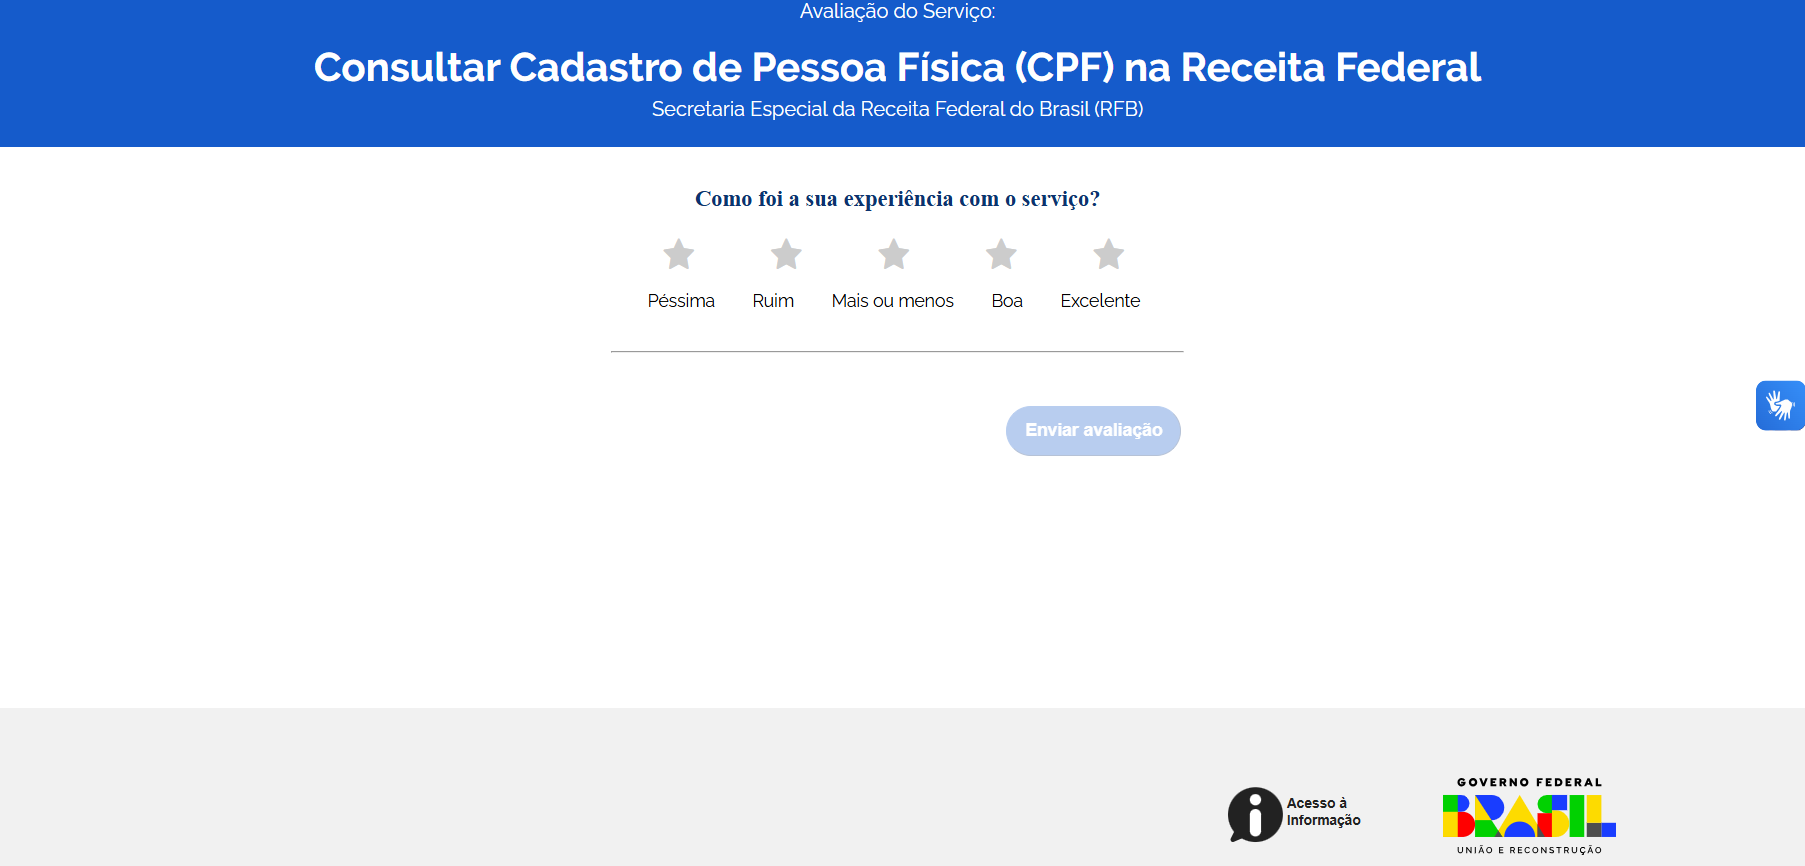 Avaliação do Serviço:
Consultar Cadastro de Pessoa Física (CPF) na Receita Federal
Secretaria Especial da Receita Federal do Brasil (RFB)
Como foi a sua experiência com o serviço?
Péssima Ruim Mais ou menos Boa Excelente
Enviar avaliação
Acesso à
Informação
GOVERNO FEDERAL
BRASIL
UNIÃO E RECONSTRUÇÃO